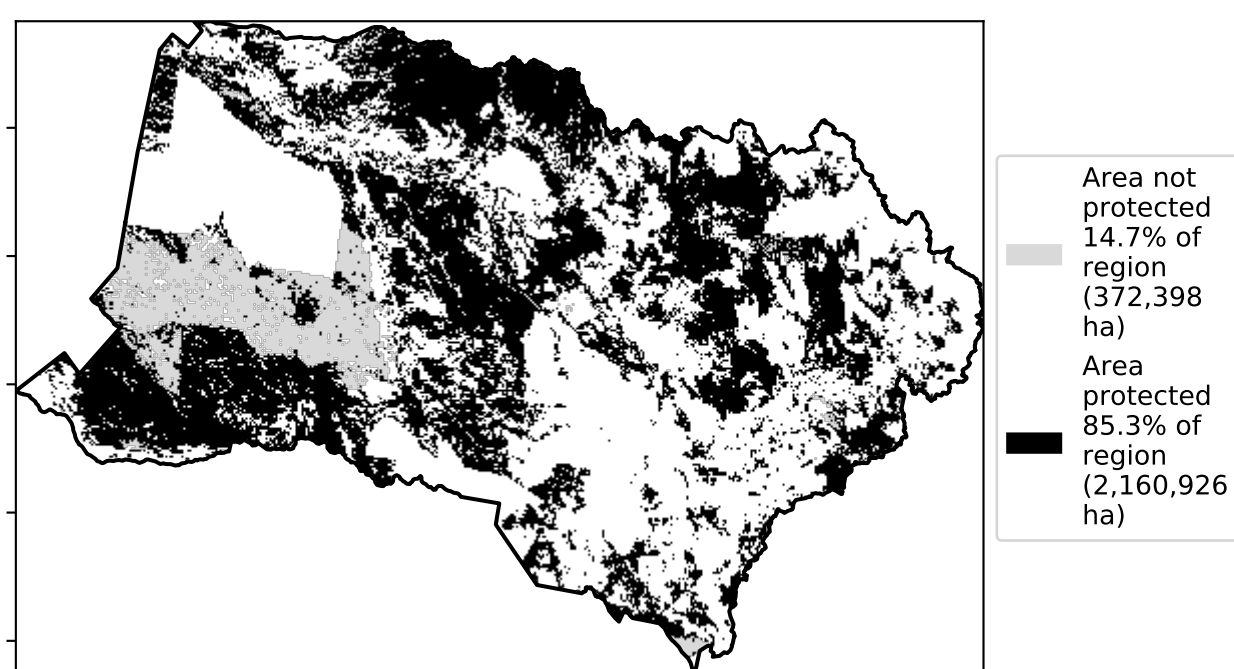 Area not
protected
14.7% of
region
(372,398
ha)
Area
protected
85.3% of
region
(2,160,926
ha)